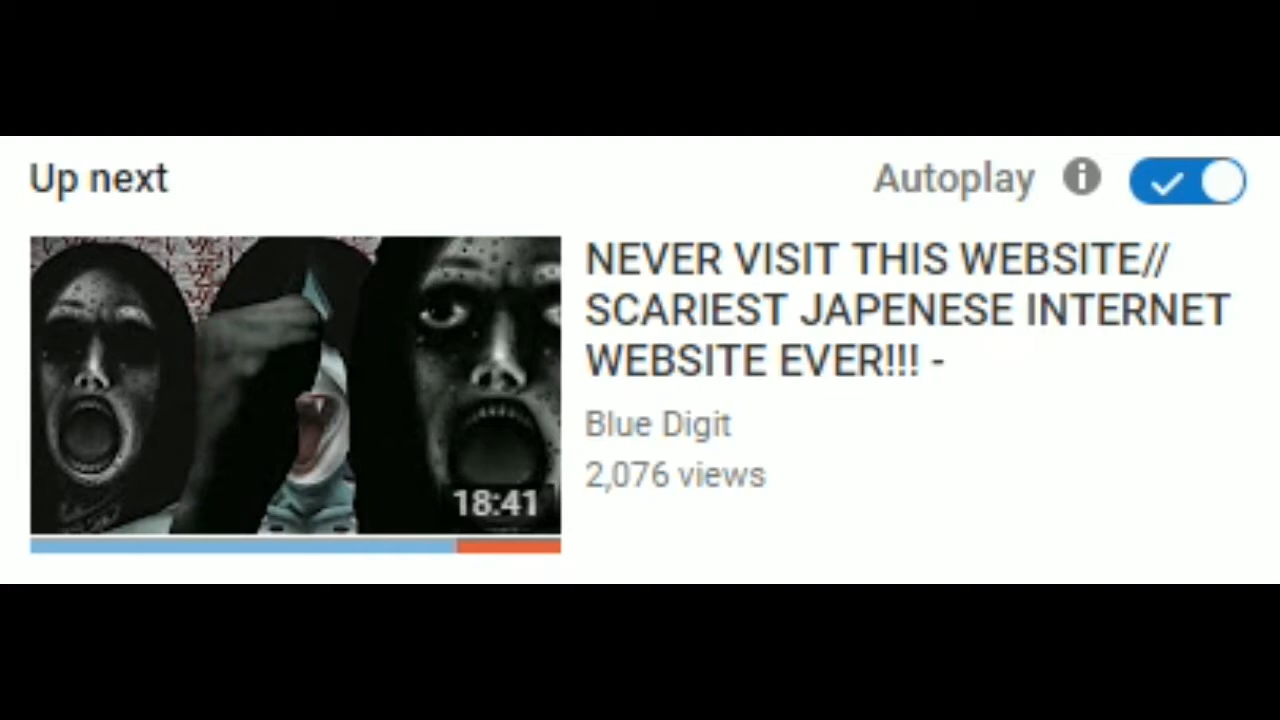 Up next
Autoplay
NEVER VISIT THIS WEBSITE//
SCARIEST JAPENESE INTERNET
WEBSITE EVER!!! -
Blue Digit
2,076 views
18:41